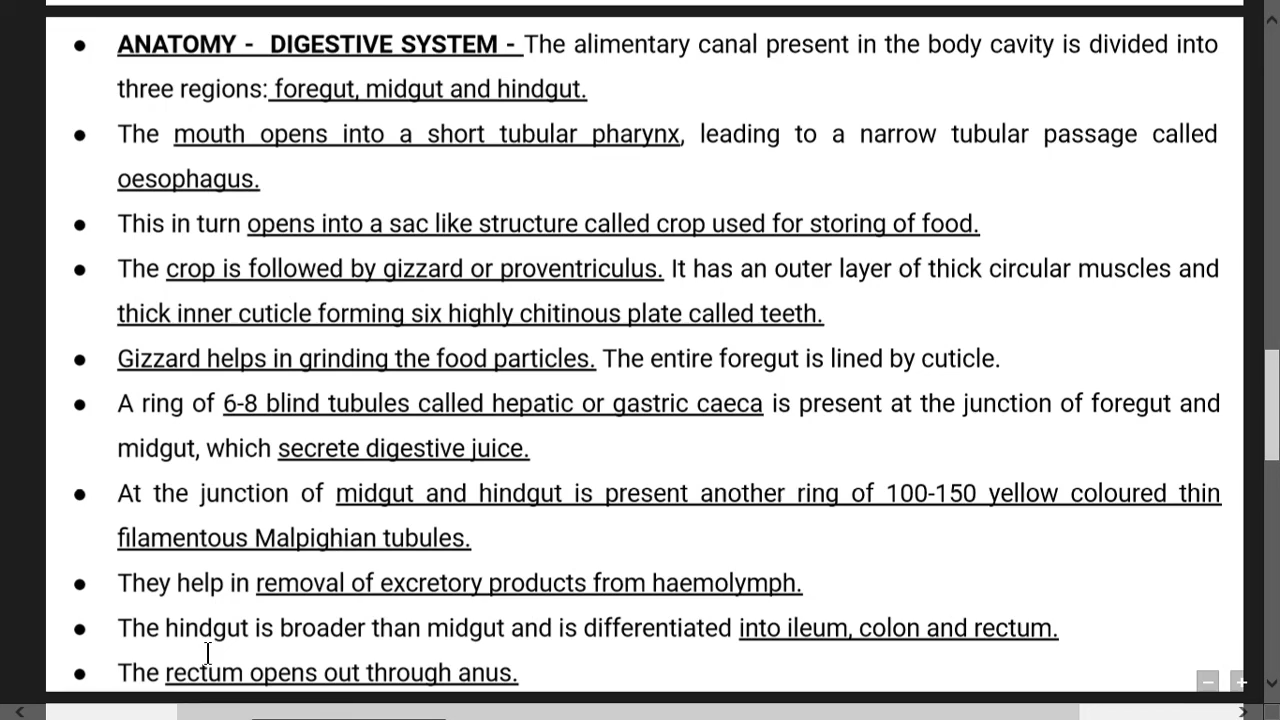 ● ANATOMY - DIGESTIVE SYSTEM - The alimentary canal present in the body cavity is divided into
three regions: foregut, midgut and hindgut.
● The mouth opens into a short tubular pharynx, leading to a narrow tubular passage called
oesophagus.
● This in turn opens into a sac like structure called crop used for storing of food.
● The crop is followed by gizzard or proventriculus. It has an outer layer of thick circular muscles and
thick inner cuticle forming six highly chitinous plate called teeth.
● Gizzard helps in grinding the food particles. The entire foregut is lined by cuticle.
● A ring of 6-8 blind tubules called hepatic or gastric caeca is present at the junction of foregut and
midgut, which secrete digestive juice.
● At the junction of midgut and hindgut is present another ring of 100-150 yellow coloured thin
filamentous Malpighian tubules.
● They help in removal of excretory products from haemolymph.
● The hindgut is broader than midgut and is differentiated into ileum, colon and rectum.
● The rectum opens out through anus.